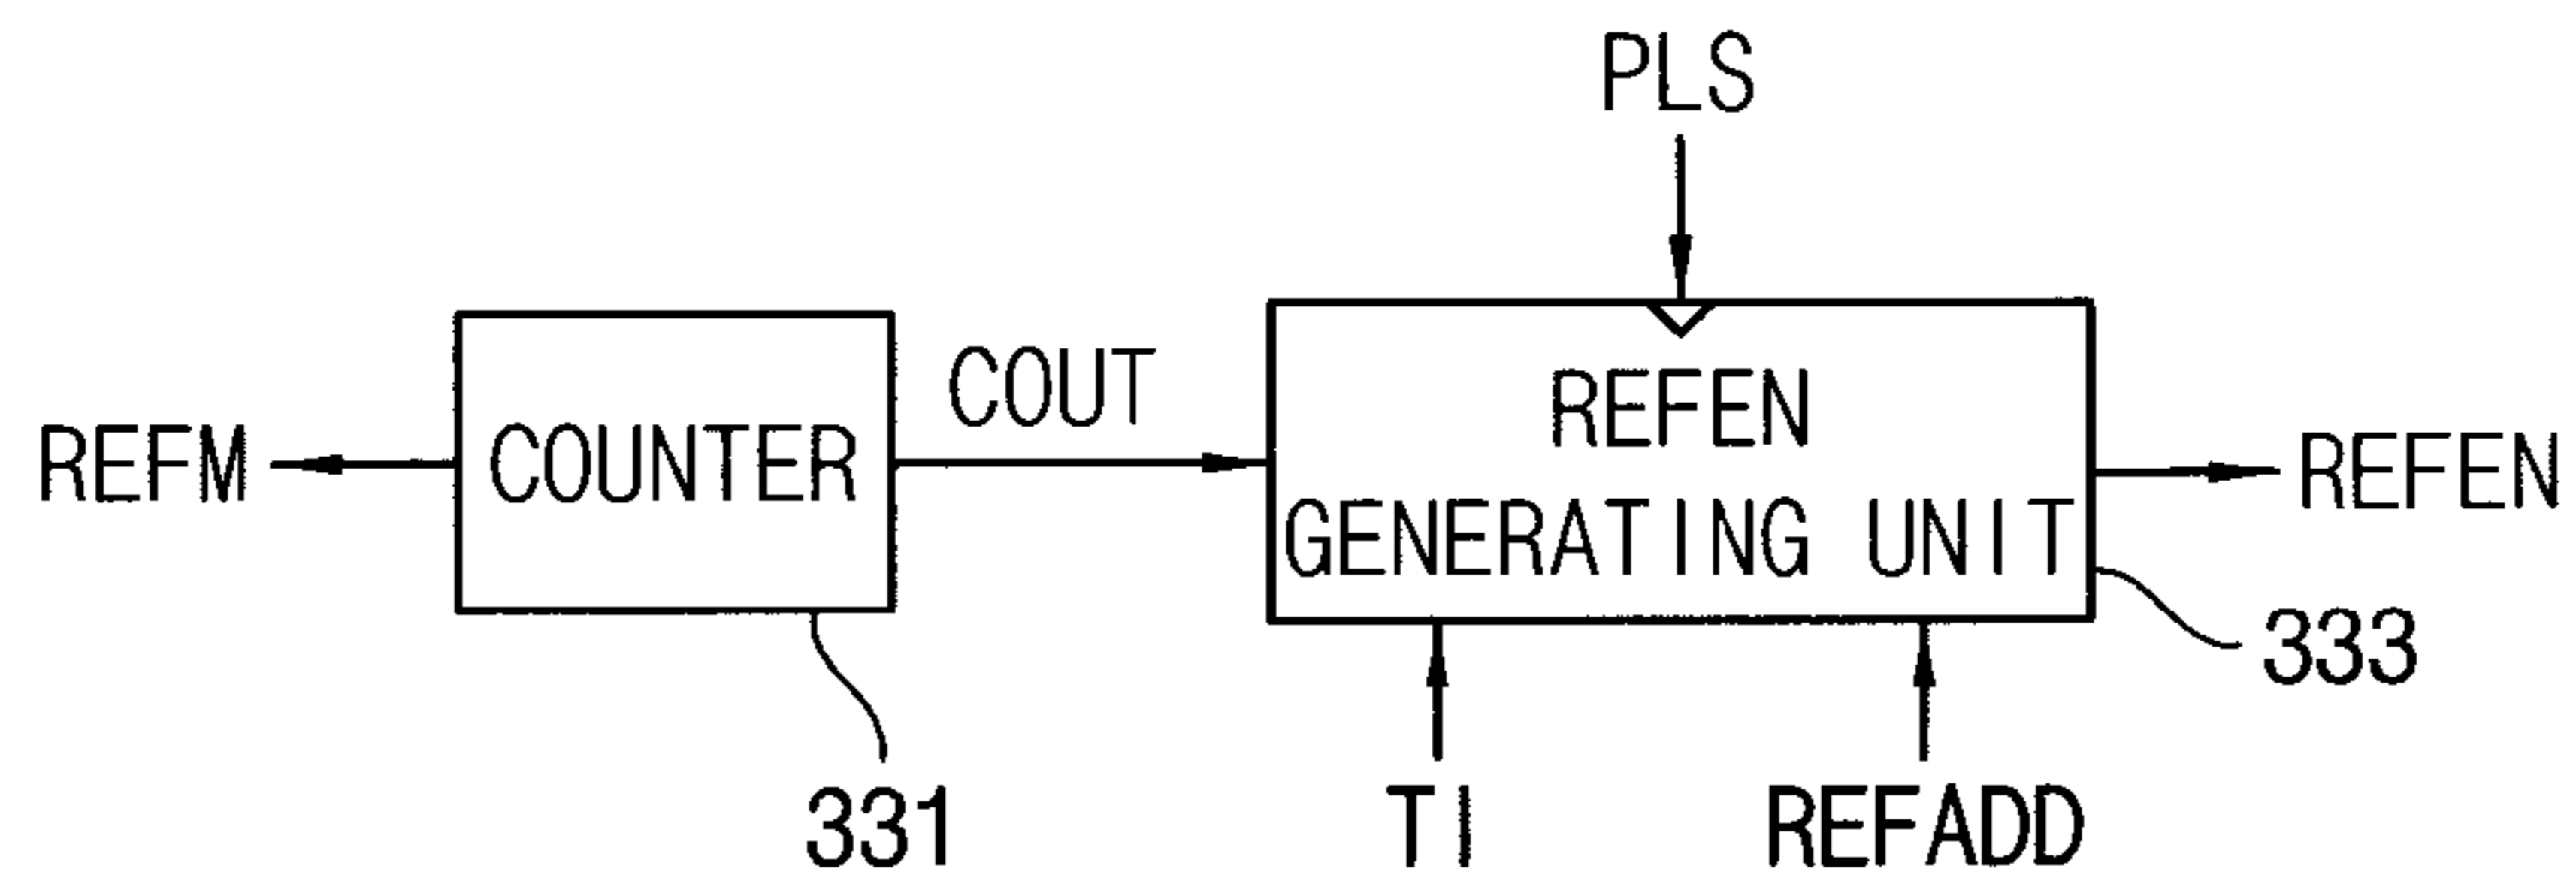 PLS
REFM
COUNTER
COUT
REFEN
GENERATING UNIT
REFEN
331
333
TI
REFADD